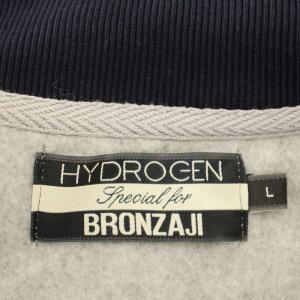 HYDROGEN
Special for
BRONZAJI
L